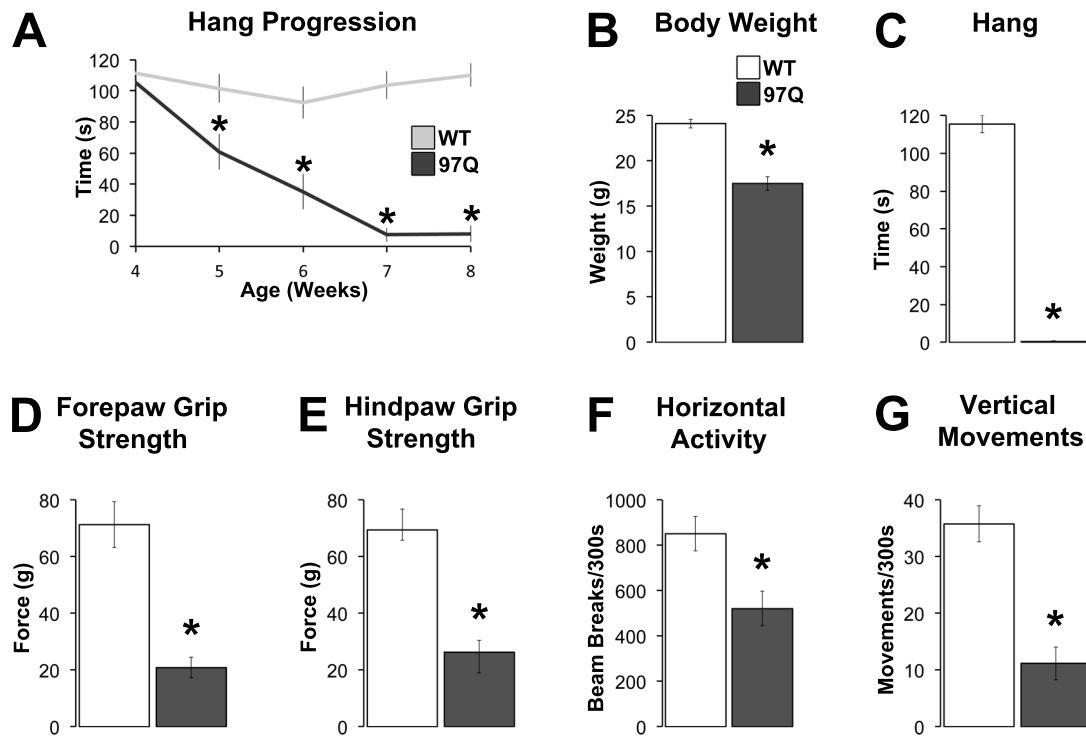 A Hang Progression
Time (s)
120
100
80
60
40
20
0
*
*
*
*
WT
97Q
4 5 6 7 8
Age (Weeks)
B Body Weight
WT
97Q
Weight (g)
25
20
15
10
5
0
*
C Hang
Time (s)
120
100
80
60
40
20
0
*
D Forepaw Grip
Strength
Force (g)
80
60
40
20
0
*
E Hindpaw Grip
Strength
Force (g)
80
60
40
20
0
*
F Horizontal
Activity
Beam Breaks/300s
1000
800
600
400
200
0
*
G Vertical
Movements
Movements/300s
40
30
20
10
0
*